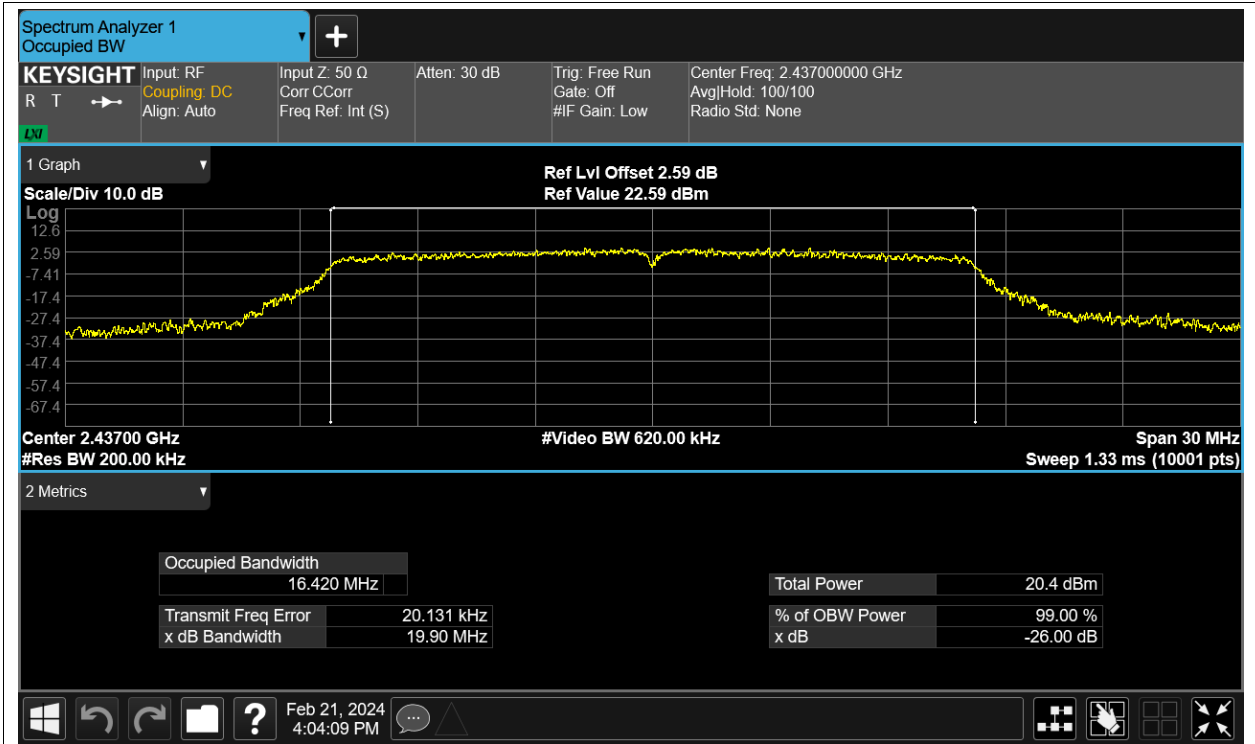 Spectrum Analyzer 1
Occupied BW
KEYSIGHT
R T
LXI
Input: RF
Coupling: DC
Align: Auto
Input Z: 50 Ω
Corr CCorr
Freq Ref: Int (S)
Atten: 30 dB
Trig: Free Run
Gate: Off
#IF Gain: Low
Center Freq: 2.437000000 GHz
Avg|Hold: 100/100
Radio Std: None
1 Graph
Scale/Div 10.0 dB
Ref Lvl Offset 2.59 dB
Ref Value 22.59 dBm
Log
12.6
2.59
-7.41
-17.4
-27.4
-37.4
-47.4
-57.4
-67.4
Center 2.43700 GHz
#Video BW 620.00 kHz
Span 30 MHz
#Res BW 200.00 kHz
Sweep 1.33 ms (10001 pts)
2 Metrics
Occupied Bandwidth
16.420 MHz
Total Power 20.4 dBm
Transmit Freq Error 20.131 kHz
% of OBW Power 99.00 %
x dB Bandwidth 19.90 MHz
x dB -26.00 dB
?
Feb 21, 2024
4:04:09 PM